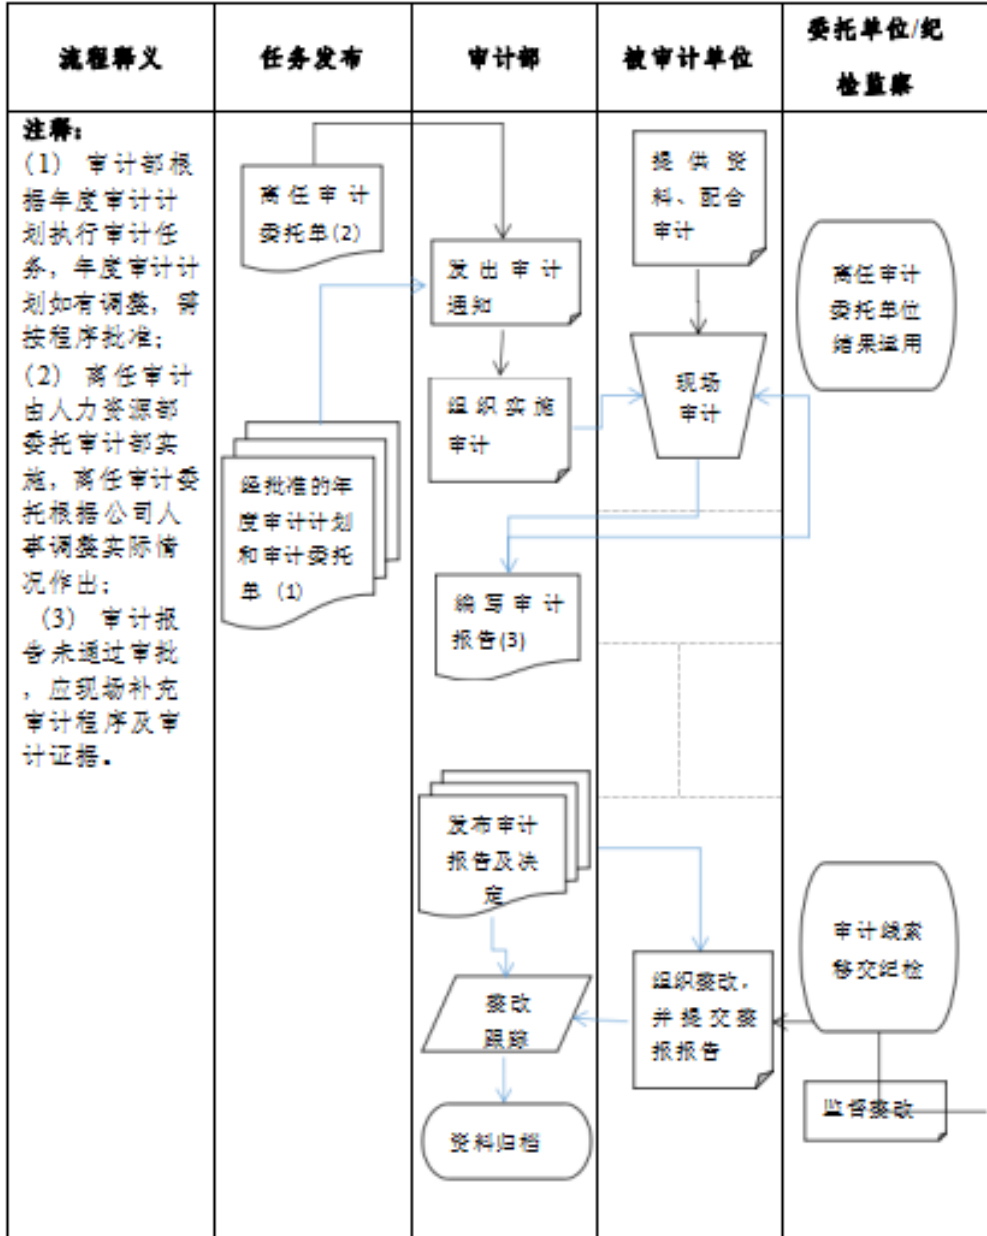 流程释义
任务发布
审计部
被审计单位
委托单位/纪
检监察
注释:
(1) 审计部根
据年度审计计
划执行审计任
务,年度审计计
划如有调整,需
按程序批准;
(2) 离任审计
由人力资源部
委托审计部实
施,离任审计委
托根据公司人
事调整实际情
况作出;
(3) 审计报
告未通过审批
,应现场补充
审计程序及审
计证据。
离任审计
委托单(2)
经批准的年
度审计计划
和审计委托
单 (1)
发出审计
通知
组织实施
审计
编写审计
报告(3)
发布审计
报告及决
定
整改
跟踪
资料归档
提供资
料、配合
审计
现场
审计
组织整改,
并提交整
报报告
离任审计
委托单位
结果运用
审计线索
移交纪检
监督整改